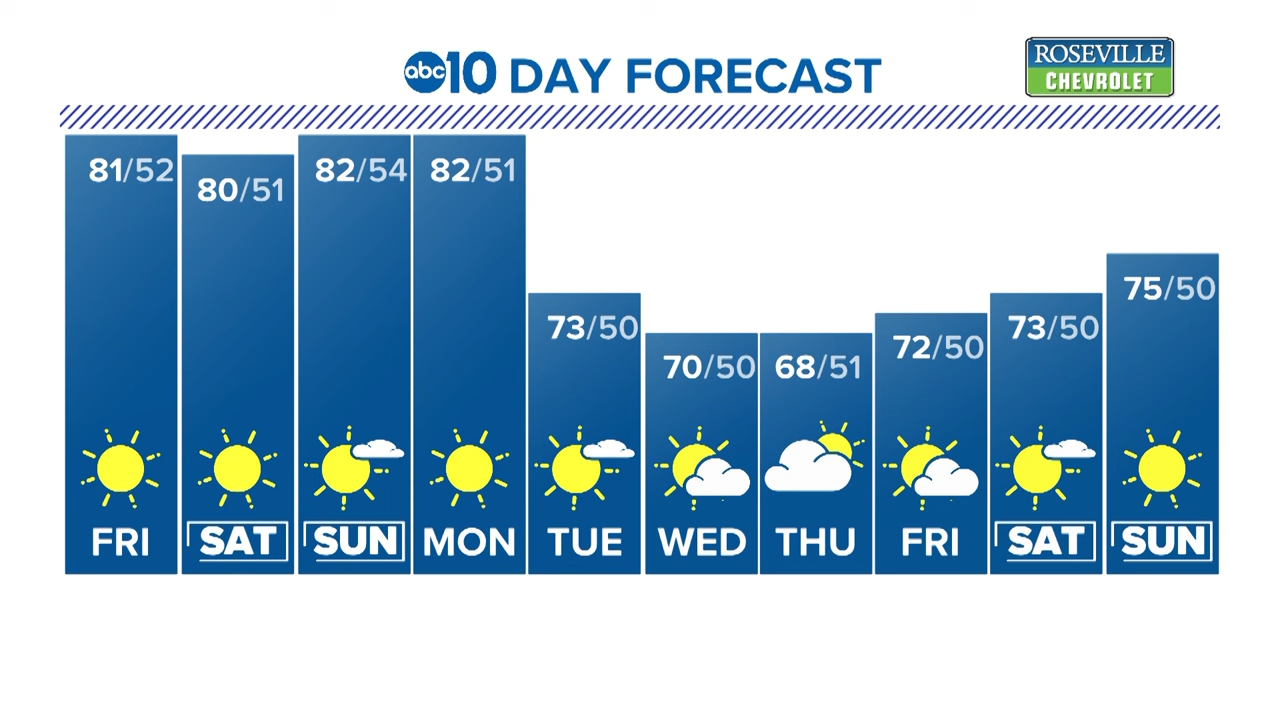 abc10 DAY FORECAST
ROSEVILLE
CHEVROLET
81/52
80/51
82/54
82/51
73/50
70/50
68/51
72/50
73/50
75/50
FRI
SAT
SUN
MON
TUE
WED
THU
FRI
SAT
SUN